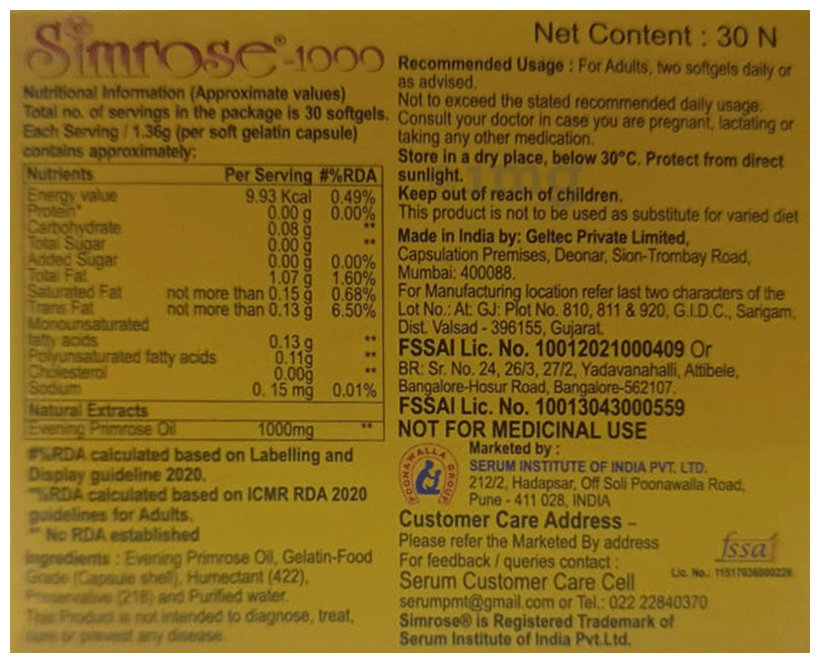 Simrose®-1000
Nutritional Information (Approximate values)
Total no. of servings in the package is 30 softgels.
Each Serving / 1.36g (per soft gelatin capsule)
contains approximately:
Nutrients Per Serving #%RDA
Energy value 9.93 Kcal 0.49%
Protein* 0.00 g 0.00%
Carbohydrate 0.08 g **
Total Sugar 0.00 g **
Added Sugar 0.00 g 0.00%
Total Fat 1.07 g 1.60%
Saturated Fat not more than 0.15 g 0.68%
Trans Fat not more than 0.13 g 6.50%
Monounsaturated
fatty acids 0.13 g **
Polyunsaturated fatty acids 0.11g **
Cholesterol 0.00g **
Sodium 0. 15 mg 0.01%
Natural Extracts
Evening Primrose Oil 1000mg **
#%RDA calculated based on Labelling and
Display guideline 2020.
*%RDA calculated based on ICMR RDA 2020
guidelines for Adults.
** No RDA established
Ingredients : Evening Primrose Oil, Gelatin-Food
Grade (Capsule shell), Humectant (422),
Preservative (218) and Purified water.
This Product is not intended to diagnose, treat,
cure or prevent any disease.
Net Content : 30 N
Recommended Usage : For Adults, two softgels daily or
as advised.
Not to exceed the stated recommended daily usage.
Consult your doctor in case you are pregnant, lactating or
taking any other medication.
Store in a dry place, below 30°C. Protect from direct
sunlight.
Keep out of reach of children.
This product is not to be used as substitute for varied diet
Made in India by: Geltec Private Limited,
Capsulation Premises, Deonar, Sion-Trombay Road,
Mumbai: 400088.
For Manufacturing location refer last two characters of the
Lot No.: At: GJ: Plot No. 810, 811 & 920, G.I.D.C., Sarigam,
Dist. Valsad - 396155, Gujarat.
FSSAI Lic. No. 10012021000409 Or
BR: Sr. No. 24, 26/3, 27/2, Yadavanahalli, Attibele,
Bangalore-Hosur Road, Bangalore-562107.
FSSAI Lic. No. 10013043000559
NOT FOR MEDICINAL USE
POONAWALLA GROUP
Marketed by :
SERUM INSTITUTE OF INDIA PVT. LTD.
212/2, Hadapsar, Off Soli Poonawalla Road,
Pune - 411 028, INDIA
Customer Care Address –
Please refer the Marketed By address
For feedback / queries contact :
Serum Customer Care Cell
serumpmt@gmail.com or Tel.: 022 22840370
Simrose® is Registered Trademark of
Serum Institute of India Pvt.Ltd.
fssai
Lic. No.: 11517036000226